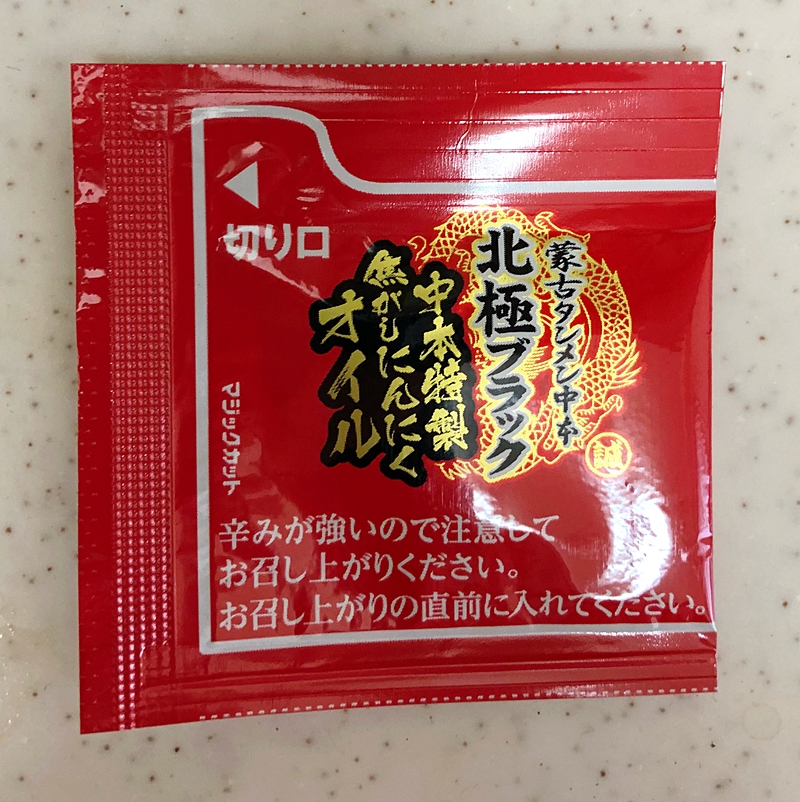 切り口
マジックカット
蒙古タンメン中本
誠
北極ブラック
中本特製
焦がしにんにく
オイル
辛みが強いので注意して
お召し上がりください。
お召し上がりの直前に入れてください。